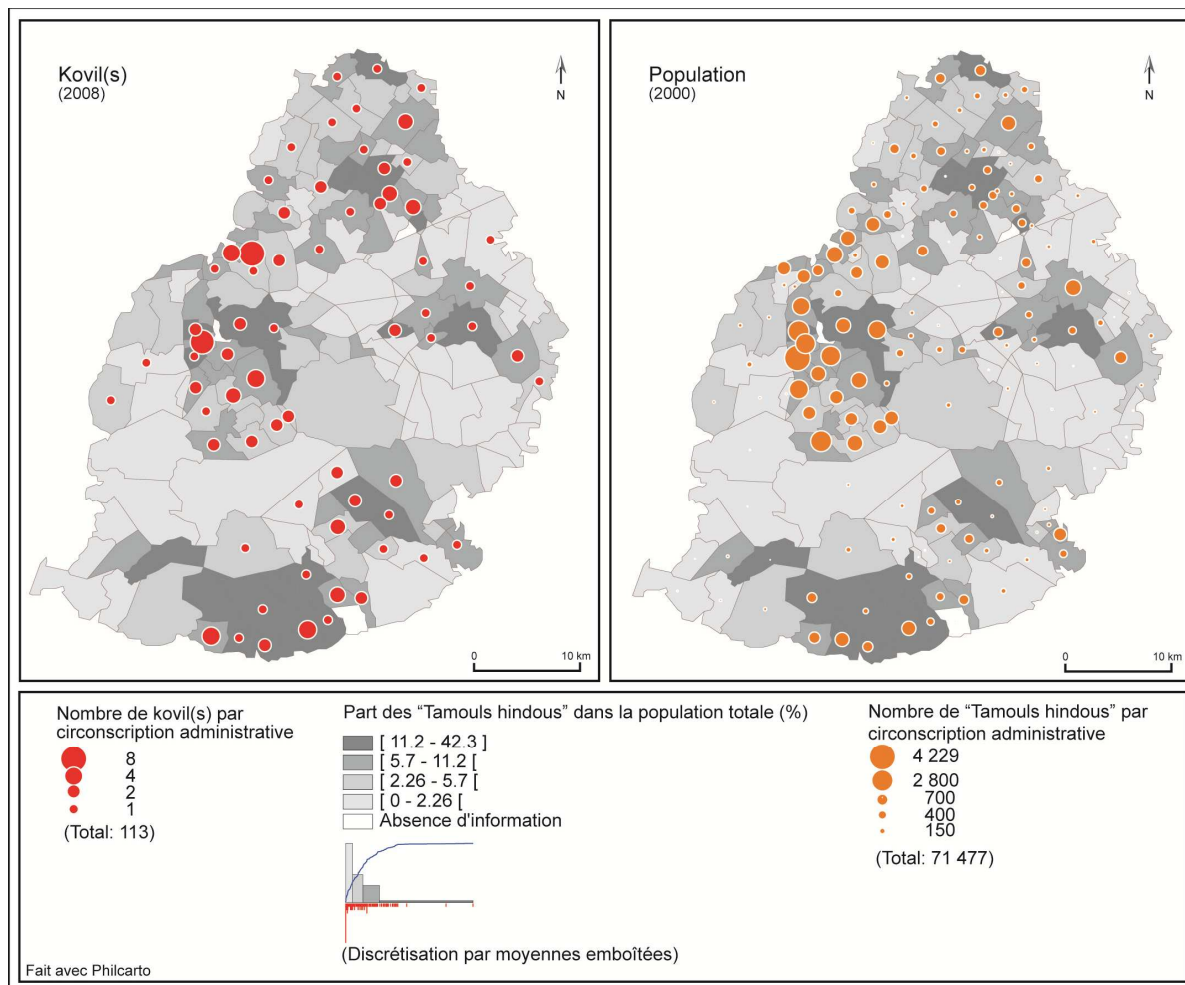 Kovil(s)
(2008)
N
0 10 km
Population
(2000)
N
0 10 km
Nombre de kovil(s) par
circonscription administrative
8
4
2
1
(Total: 113)
Part des “Tamouls hindous” dans la population totale (%)
[ 11.2 - 42.3 ]
[ 5.7 - 11.2 [
[ 2.26 - 5.7 [
[ 0 - 2.26 [
Absence d'information
(Discrétisation par moyennes emboîtées)
Nombre de “Tamouls hindous” par
circonscription administrative
4 229
2 800
700
400
150
(Total: 71 477)
Fait avec Philcarto